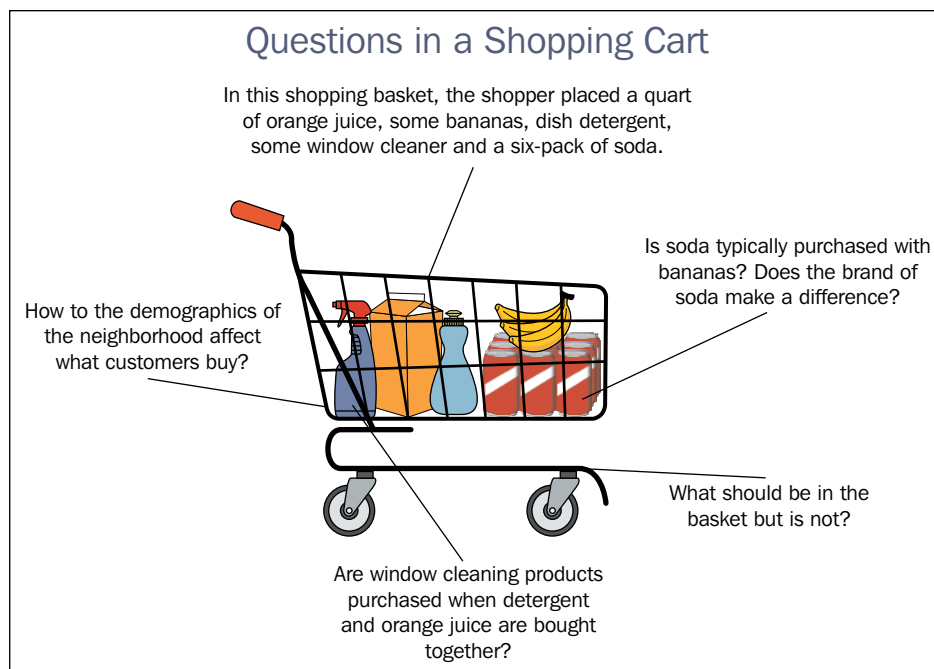 Questions in a Shopping Cart
In this shopping basket, the shopper placed a quart
of orange juice, some bananas, dish detergent,
some window cleaner and a six-pack of soda.
Is soda typically purchased with
bananas? Does the brand of
soda make a difference?
How to the demographics of
the neighborhood affect
what customers buy?
What should be in the
basket but is not?
Are window cleaning products
purchased when detergent
and orange juice are bought
together?